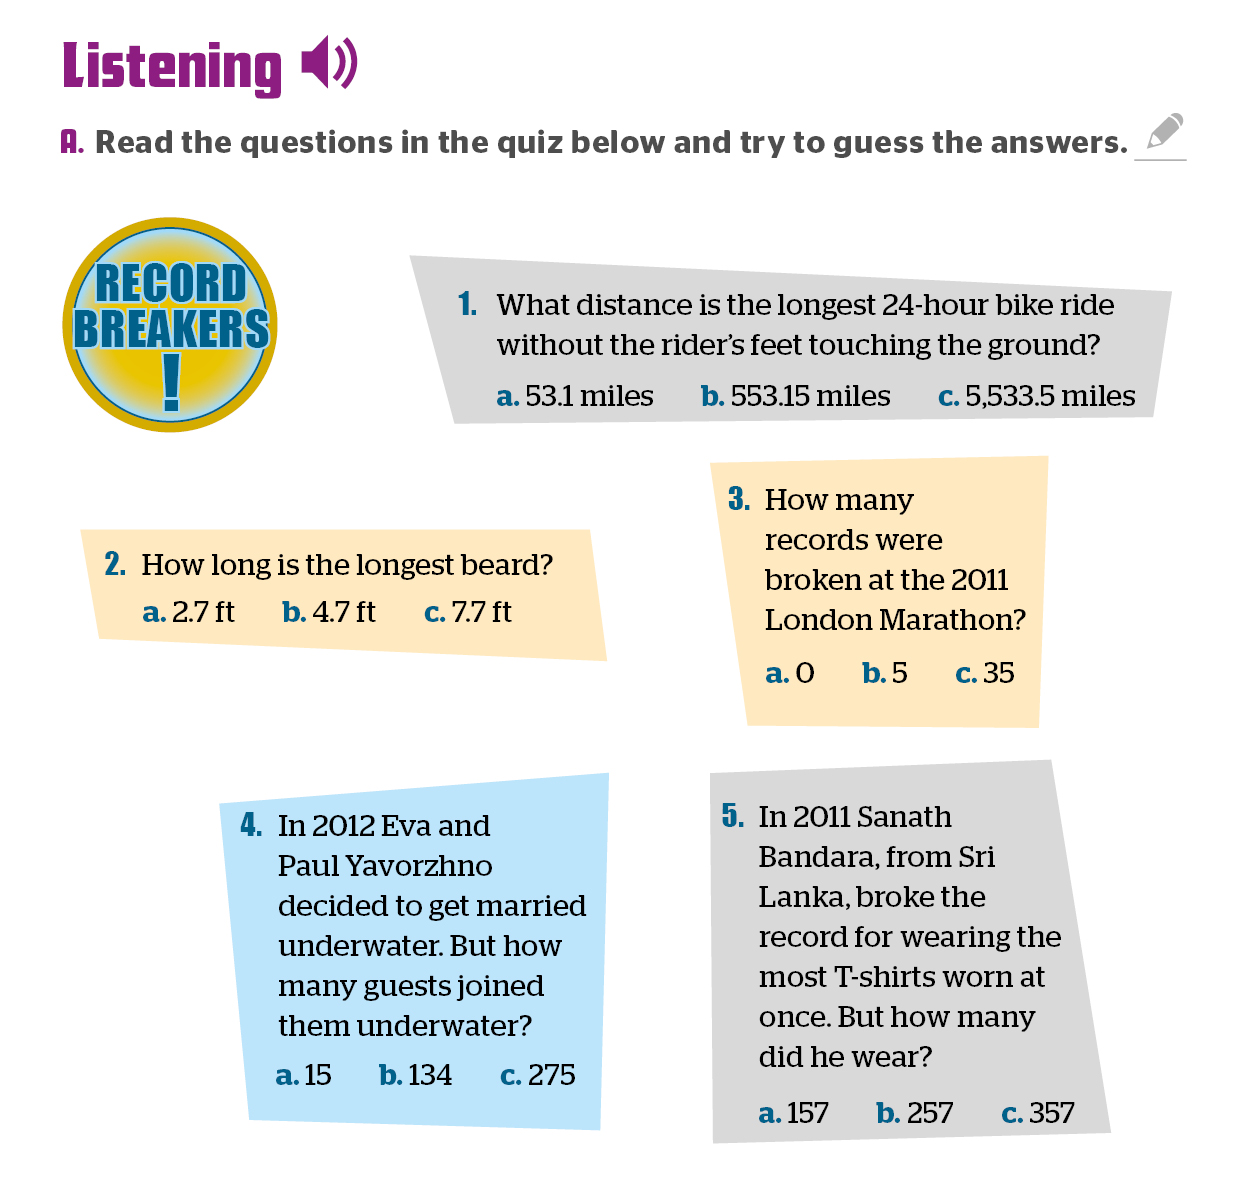 Listening
A. Read the questions in the quiz below and try to guess the answers.
RECORD
BREAKERS
!
1. What distance is the longest 24-hour bike ride
without the rider's feet touching the ground?
a. 53.1 miles b. 553.15 miles c. 5,533.5 miles
2. How long is the longest beard?
a. 2.7 ft b. 4.7 ft c. 7.7 ft
3. How many
records were
broken at the 2011
London Marathon?
a. 0 b. 5 c. 35
4. In 2012 Eva and
Paul Yavorzhno
decided to get married
underwater. But how
many guests joined
them underwater?
a. 15 b. 134 c. 275
5. In 2011 Sanath
Bandara, from Sri
Lanka, broke the
record for wearing the
most T-shirts worn at
once. But how many
did he wear?
a. 157 b. 257 c. 357